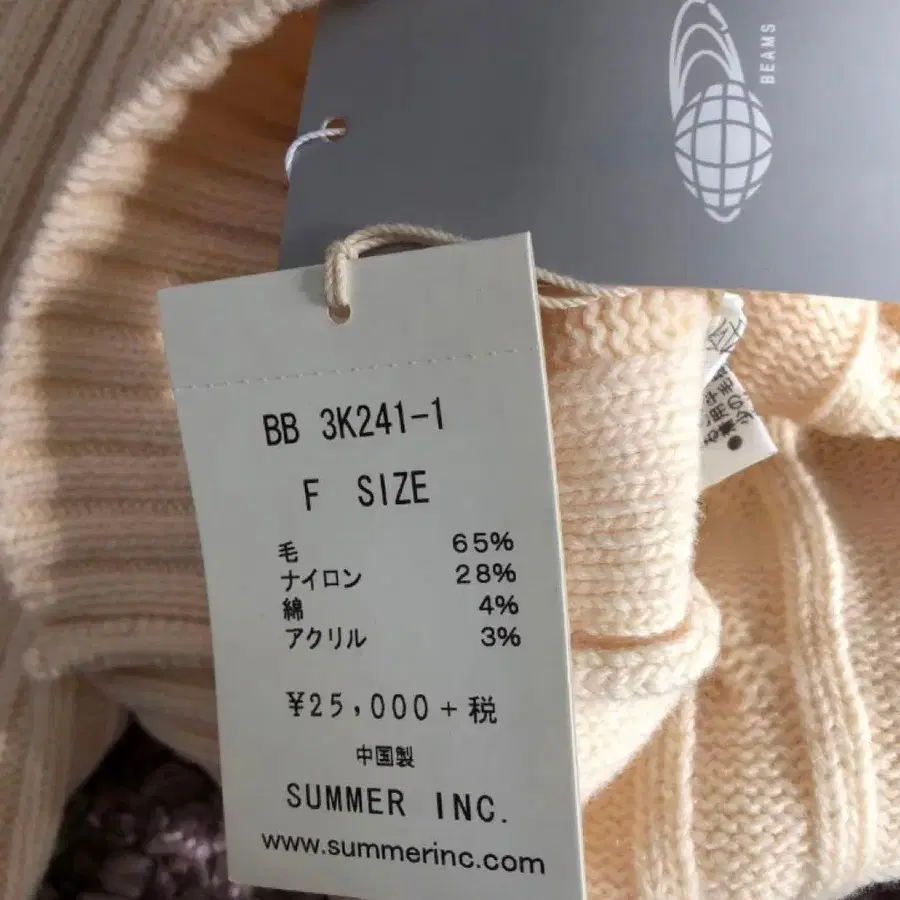 BEAMS
BB 3K241-1
F SIZE
毛 65%
ナイロン 28%
綿 4%
アクリル 3%
¥25,000+税
中国製
SUMMER INC.
www.summerinc.com